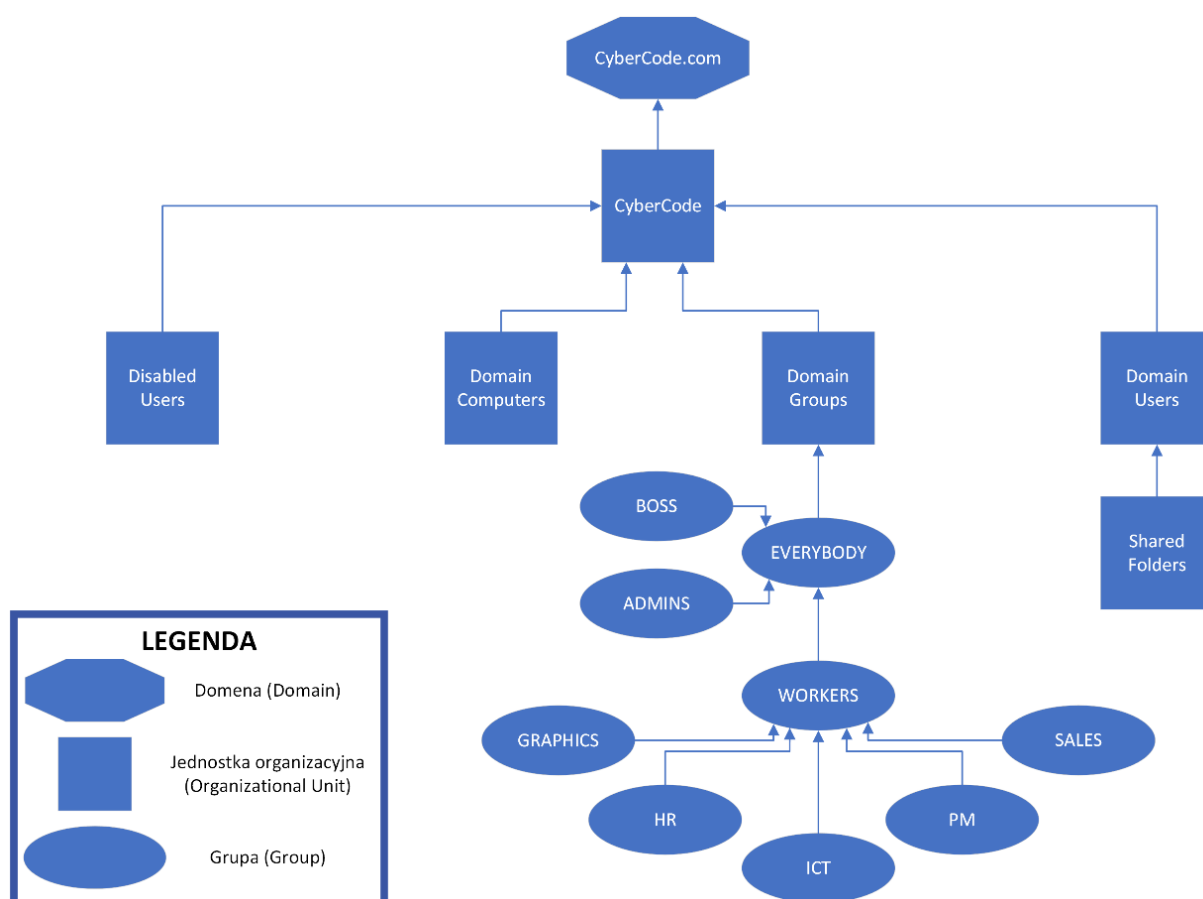 CyberCode.com
CyberCode
Disabled
Users
Domain
Computers
Domain
Groups
Domain
Users
BOSS
EVERYBODY
Shared
Folders
ADMINS
WORKERS
GRAPHICS
SALES
HR
PM
ICT
LEGENDA
Domena (Domain)
Jednostka organizacyjna
(Organizational Unit)
Grupa (Group)